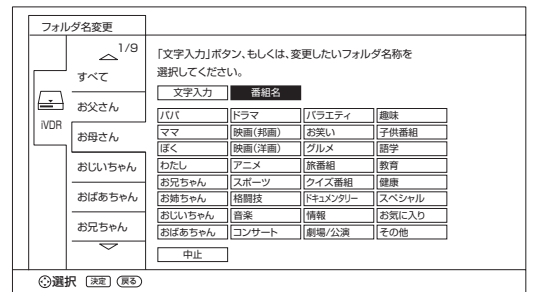 フォルダ名変更
1/9
すべて
お父さん
お母さん
おじいちゃん
おばあちゃん
お兄ちゃん
iVDR
「文字入力」ボタン、もしくは、変更したいフォルダ名称を
選択してください。
文字入力 番組名
パパ ドラマ バラエティ 趣味
ママ 映画(邦画) お笑い 子供番組
ぼく 映画(洋画) グルメ 語学
わたし アニメ 旅番組 教育
お兄ちゃん スポーツ クイズ番組 健康
お姉ちゃん 格闘技 ドキュメンタリー スペシャル
おじいちゃん 音楽 情報 お気に入り
おばあちゃん コンサート 劇場/公演 その他
中止
選択 決定 戻る